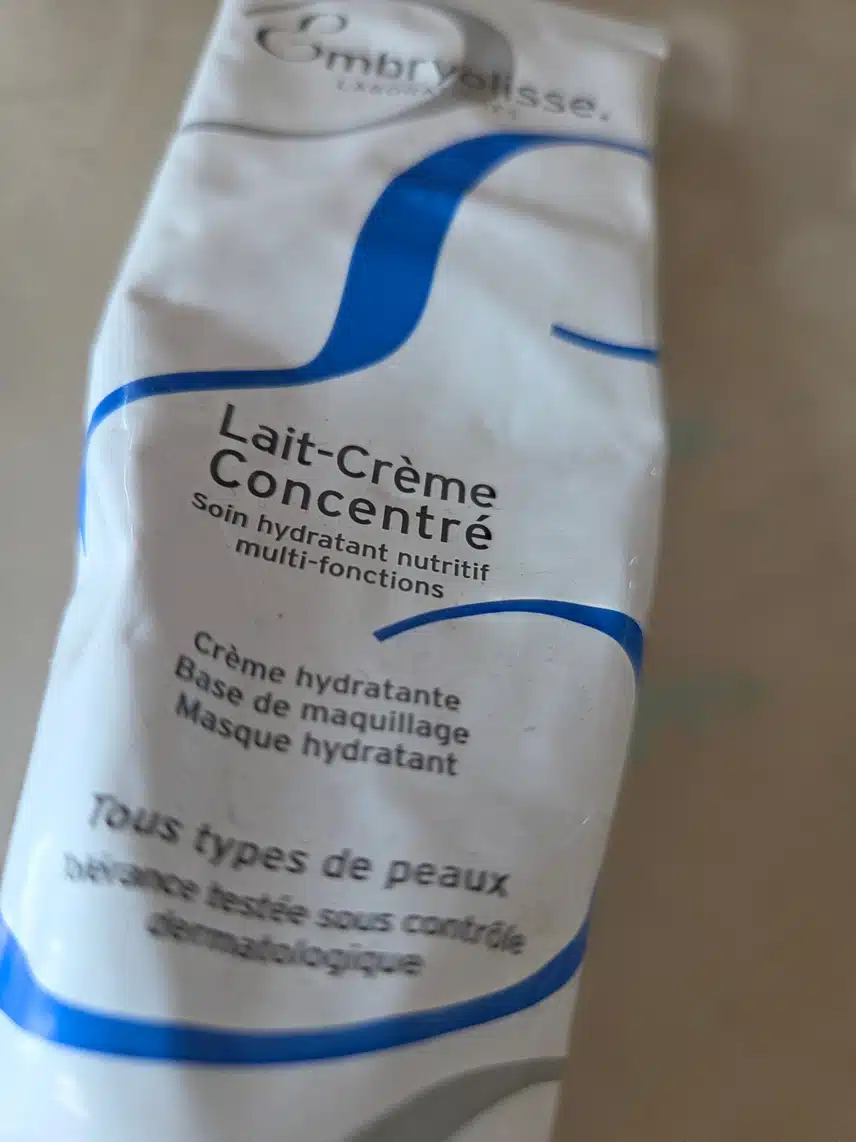 Embryolisse.
LABORATOIRES
Lait-Crème
Concentré
Soin hydratant nutritif
multi-fonctions
Crème hydratante
Base de maquillage
Masque hydratant
Tous types de peaux
Tolérance testée sous contrôle
dermatologique